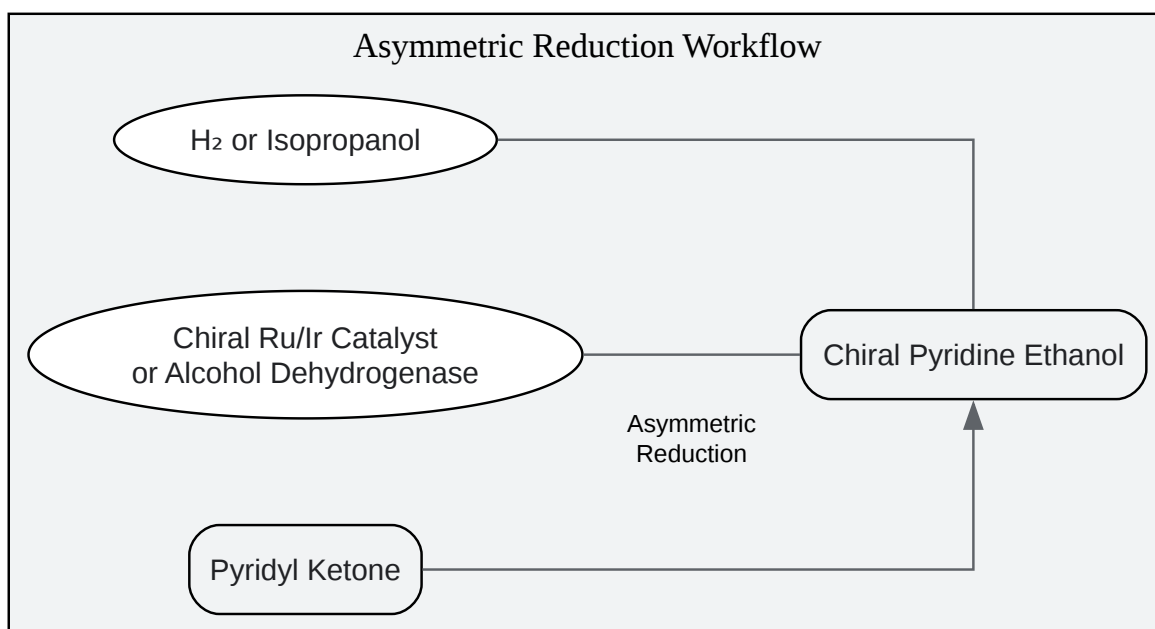 Asymmetric Reduction Workflow
H₂ or Isopropanol
Chiral Ru/Ir Catalyst
or Alcohol Dehydrogenase
Chiral Pyridine Ethanol
Asymmetric
Reduction
Pyridyl Ketone